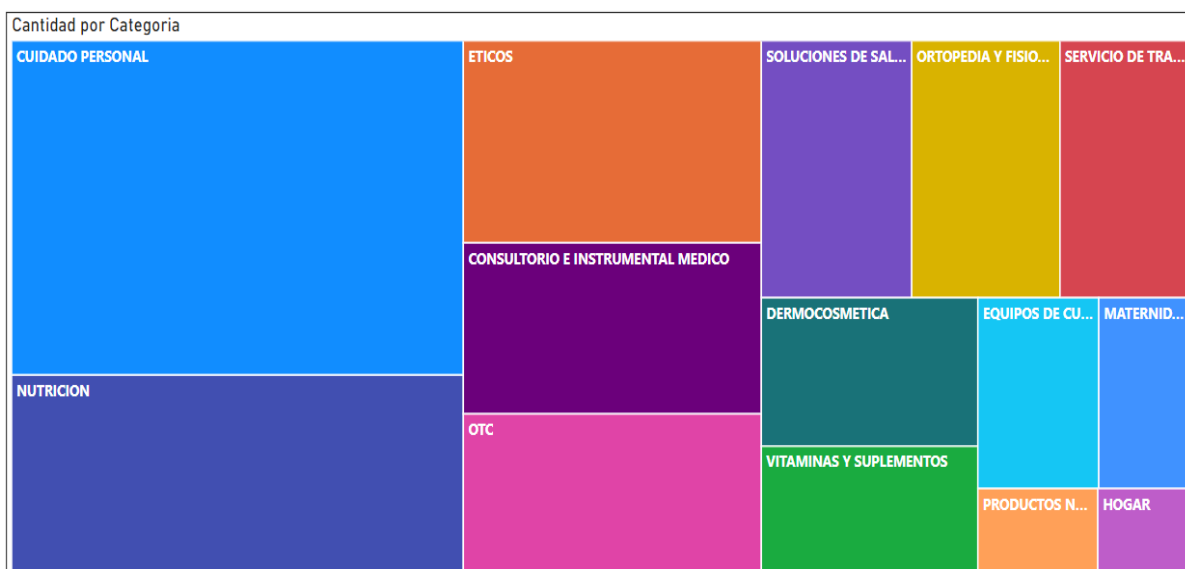 Cantidad por Categoria
CUIDADO PERSONAL
ETICOS
SOLUCIONES DE SAL...
ORTOPEDIA Y FISIO...
SERVICIO DE TRA...
CONSULTORIO E INSTRUMENTAL MEDICO
DERMOCOSMETICA
EQUIPOS DE CU...
MATERNID...
NUTRICION
OTC
VITAMINAS Y SUPLEMENTOS
PRODUCTOS N...
HOGAR